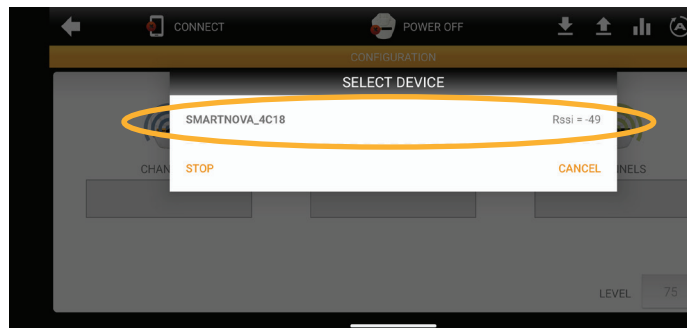 CONNECT POWER OFF
CONFIGURATION
SELECT DEVICE
SMARTNOVA_4C18 Rssi = -49
STOP CANCEL
CHAN NELS
LEVEL 75